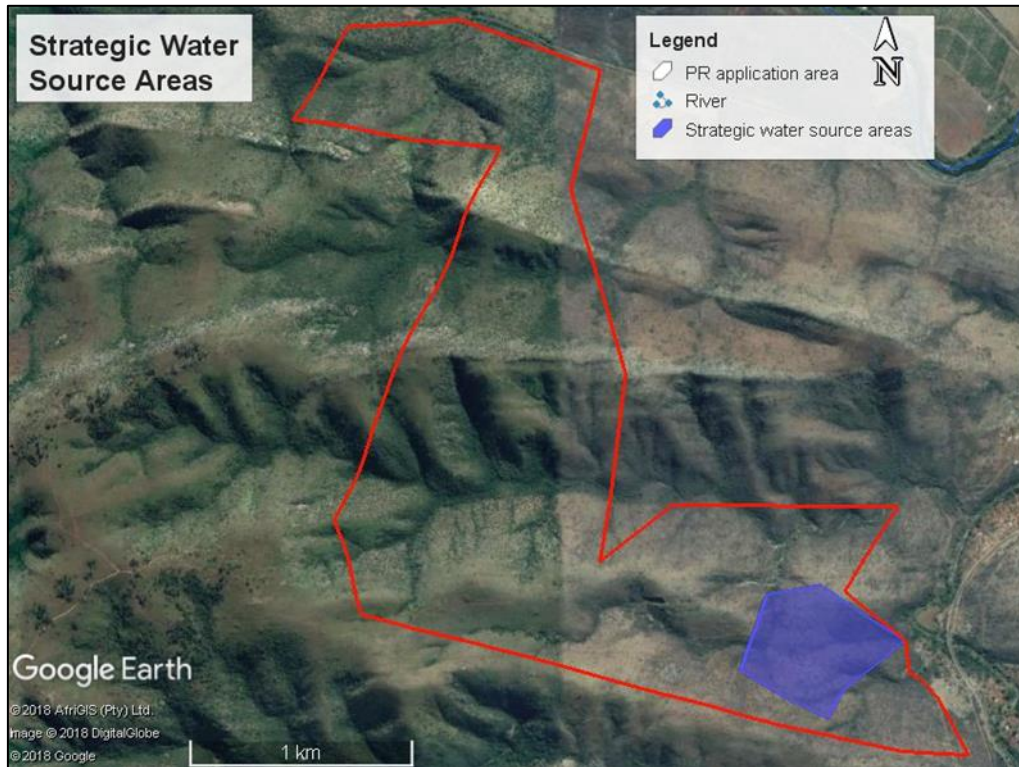 Strategic Water
Source Areas
Legend
PR application area
River
Strategic water source areas
N
Google Earth
©2018 AfriGIS (Pty) Ltd.
Image © 2018 DigitalGlobe
©2018 Google
1 km